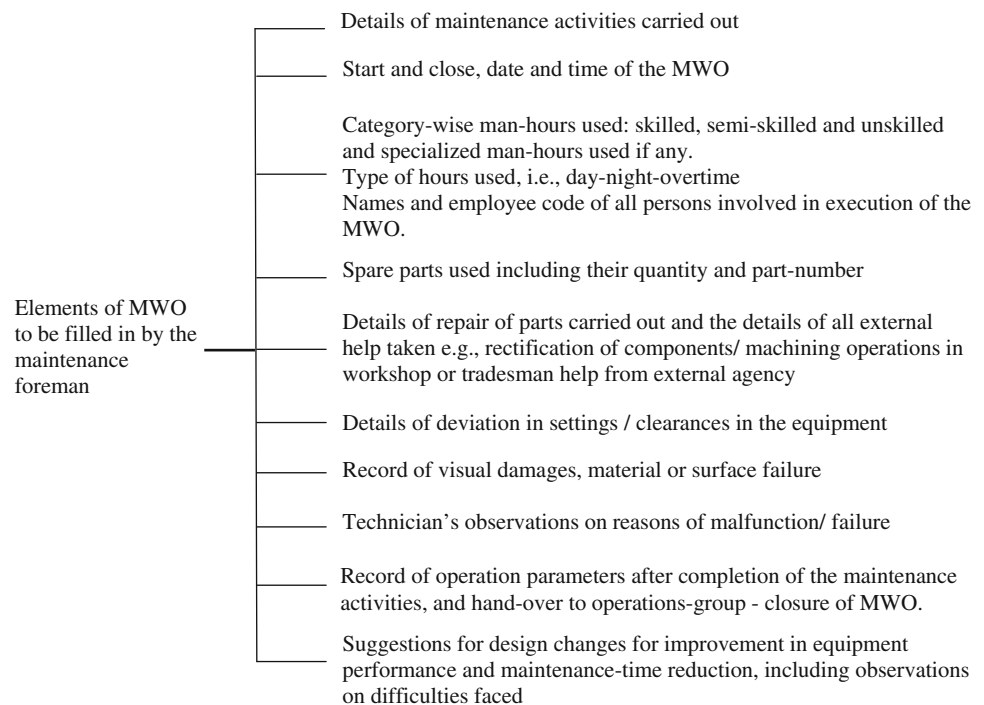 Details of maintenance activities carried out
Start and close, date and time of the MWO
Category-wise man-hours used: skilled, semi-skilled and unskilled
and specialized man-hours used if any.
Type of hours used, i.e., day-night-overtime
Names and employee code of all persons involved in execution of the
MWO.
Spare parts used including their quantity and part-number
Elements of MWO
to be filled in by the
maintenance
foreman
Details of repair of parts carried out and the details of all external
help taken e.g., rectification of components/ machining operations in
workshop or tradesman help from external agency
Details of deviation in settings / clearances in the equipment
Record of visual damages, material or surface failure
Technician's observations on reasons of malfunction/ failure
Record of operation parameters after completion of the maintenance
activities, and hand-over to operations-group - closure of MWO.
Suggestions for design changes for improvement in equipment
performance and maintenance-time reduction, including observations
on difficulties faced